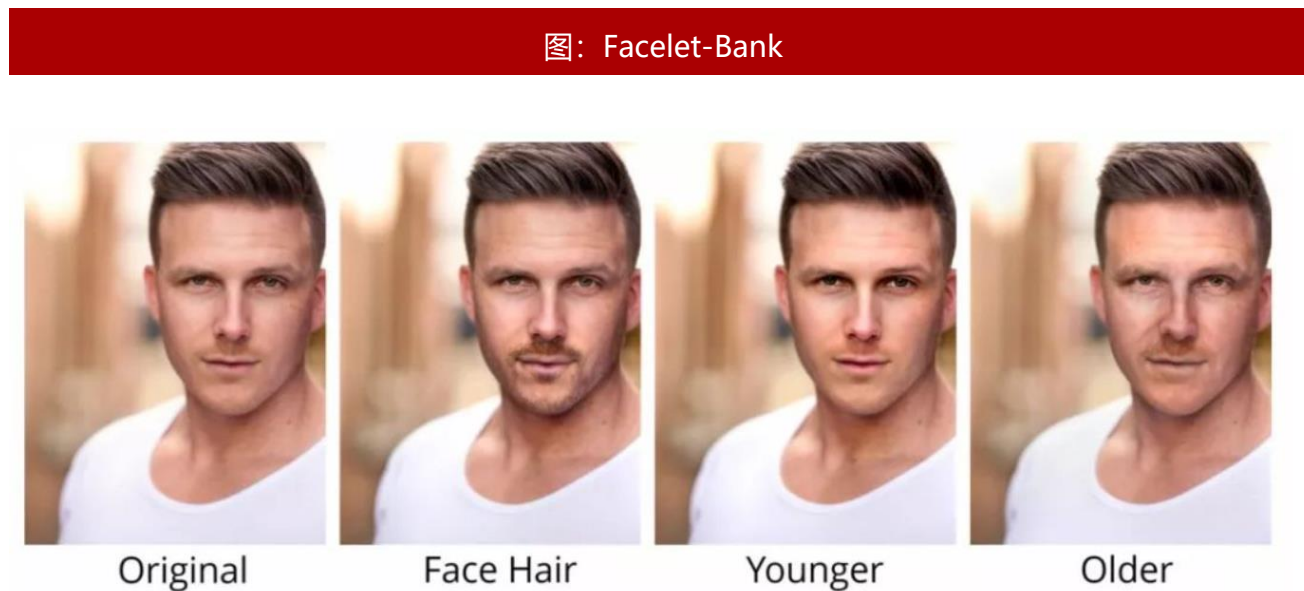 图：Facelet-Bank
Original
Face Hair
Younger
Older